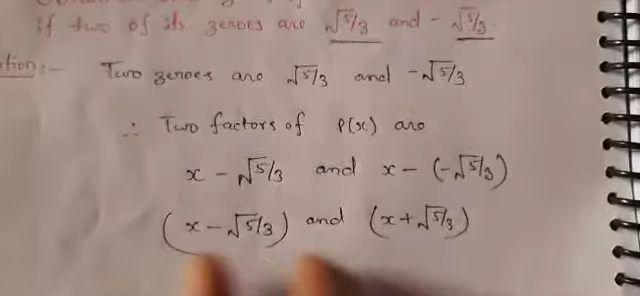 if two of its zeroes are √5/3 and - √5/3
tion:- Two zeroes are √5/3 and -√5/3
∴ Two factors of P(x) are
x - √5/3 and x - (-√5/3)
(x - √5/3) and (x + √5/3)